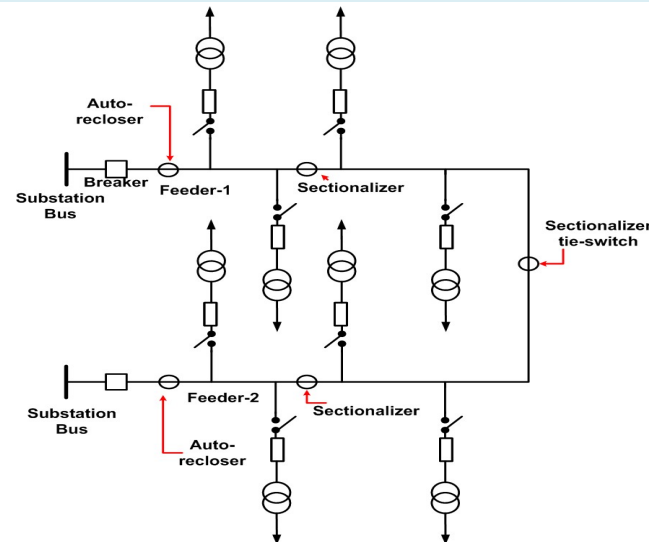 Auto-
recloser
Breaker
Feeder-1
Sectionalizer
Substation
Bus
Sectionalizer
tie-switch
Feeder-2
Sectionalizer
Substation
Bus
Auto-
recloser